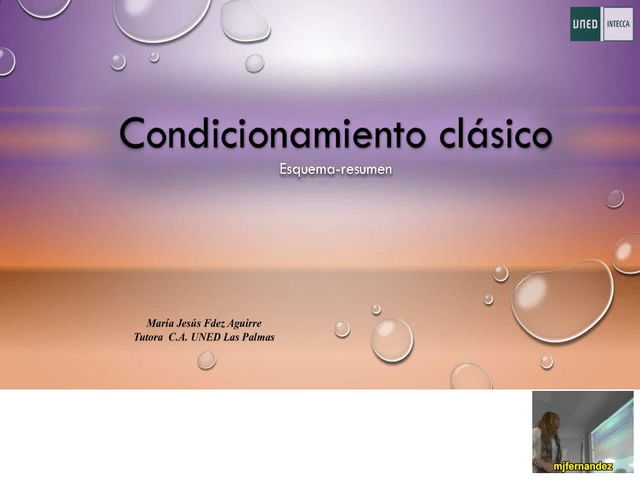 UNED INTECCA
Condicionamiento clásico
Esquema-resumen
María Jesús Fdez Aguirre
Tutora C.A. UNED Las Palmas
mjfernandez